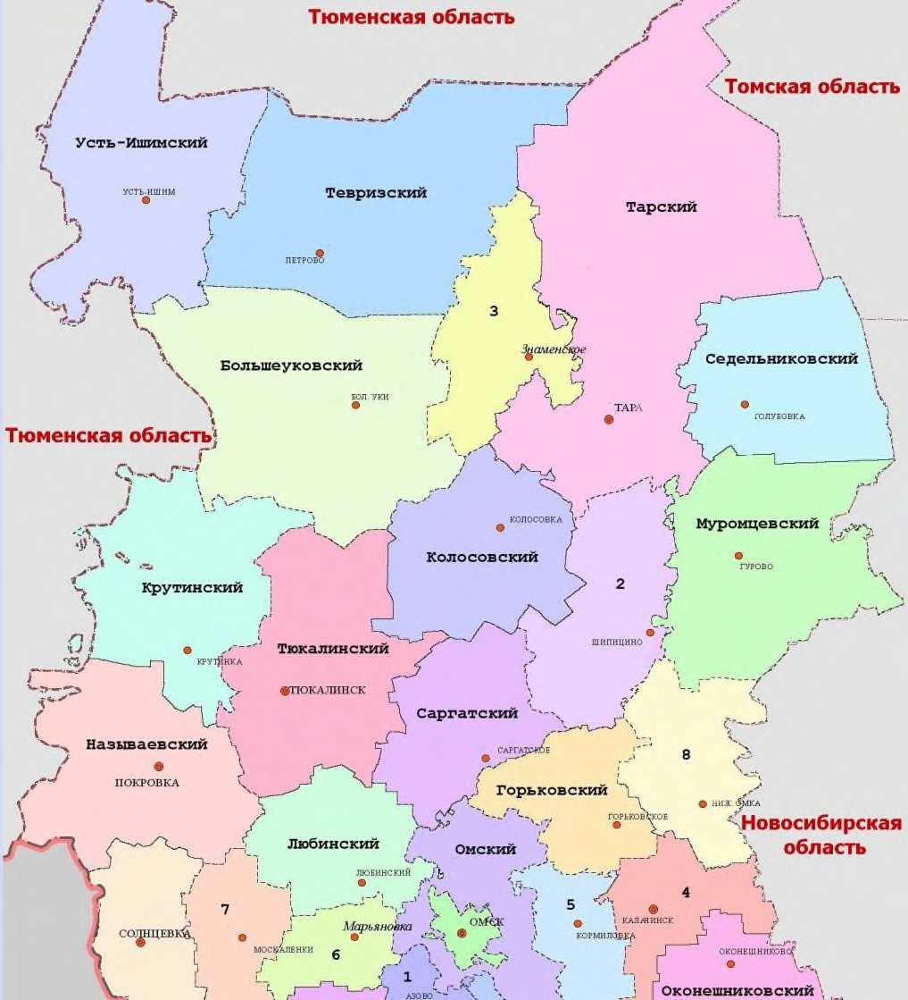 Тюменская область
Томская область
Усть-Ишимский
УСТЬ-ИШИМ
Тевризский
Тарский
ПЕТРОВО
3
Знаменское
Седельниковский
Большеуковский
БОЛ. УКИ
ТАРА
ГОЛУБОВКА
Тюменская область
КОЛОСОВКА
Муромцевский
Колосовский
ГУРОВО
Крутинский
2
ШИПИЦИНО
Тюкалинский
КРУТИНКА
ТЮКАЛИНСК
Саргатский
Называевский
САРГАТСКОЕ
8
ПОКРОВКА
Горьковский
НИЖ. ОМКА
ГОРЬКОВСКОЕ
Новосибирская
область
Любинский
Омский
ЛЮБИНСКИЙ
4
7
5
КАЛАЧИНСК
ОМСК
Марьяновка
СОЛНЦЕВКА
КОРМИЛОВКА
МОСКАЛЕНКИ
6
ОКОНЕШНИКОВО
1
Оконешниковский
АЗОВО